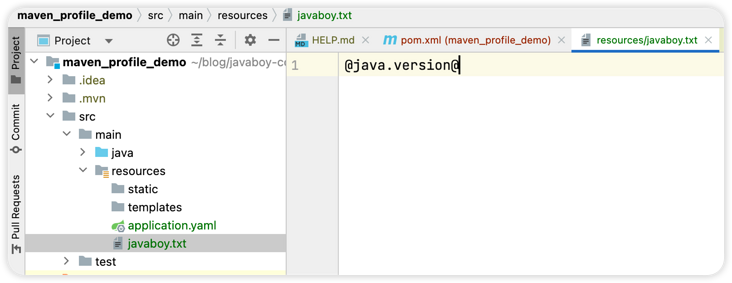 maven_profile_demo > src > main > resources > javaboy.txt
Project
Commit
Pull Requests
Project
maven_profile_demo ~/blog/javaboy-co
.idea
.mvn
src
main
java
resources
static
templates
application.yaml
javaboy.txt
test
HELP.md
pom.xml (maven_profile_demo)
resources/javaboy.txt
1 @java.version@